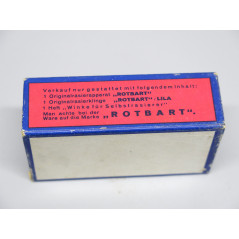 Verkauf nur gestattet mit folgendem Inhalt:
1 Originalrasierapparat „ROTBART"
1 Originalrasierklinge „ROTBART-LILA
1 Heft „Winke für Selbstrasierer"
Man achte bei der
Ware auf die Marke „ROTBART".